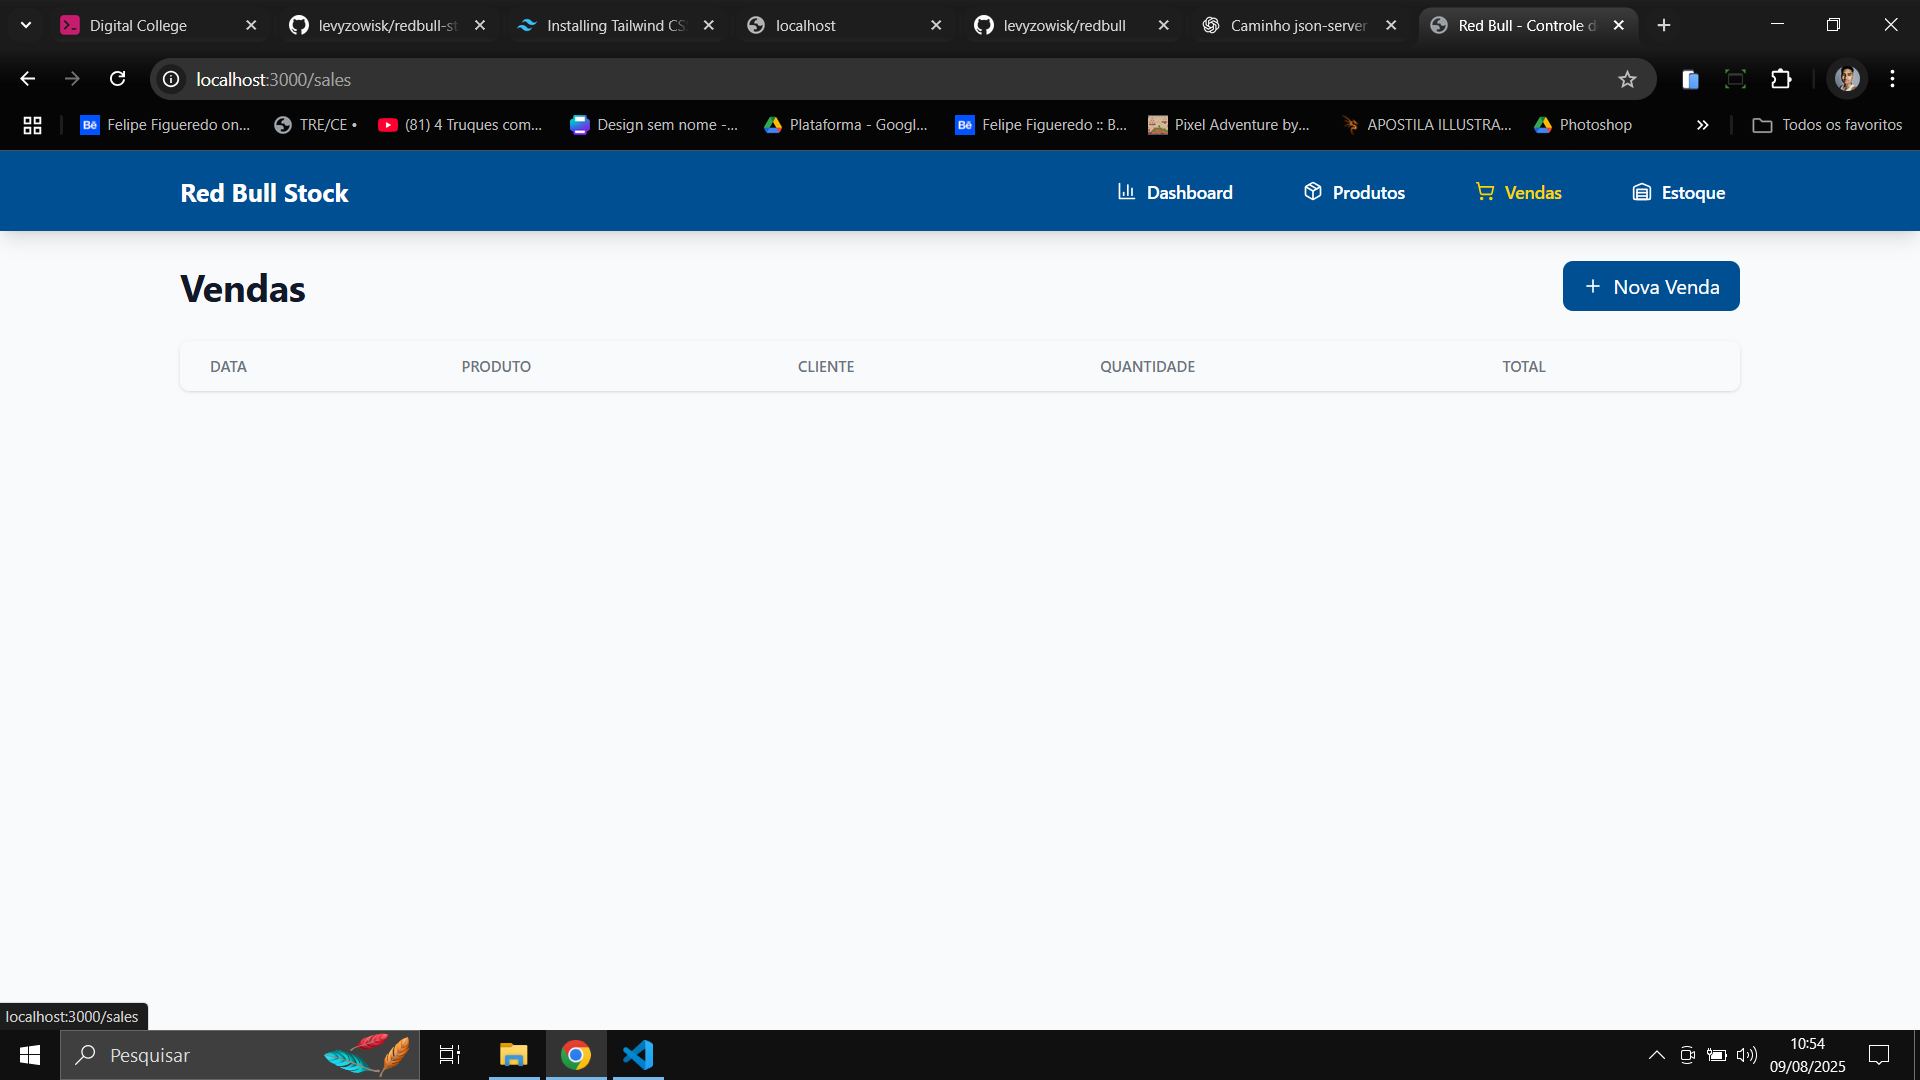 Digital College
levyzowisk/redbull-st
Installing Tailwind CS
localhost
levyzowisk/redbull
Caminho json-server
Red Bull - Controle d
localhost:3000/sales
Felipe Figueredo on...
TRE/CE •
(81) 4 Truques com...
Design sem nome -...
Plataforma - Googl...
Felipe Figueredo :: B...
Pixel Adventure by...
APOSTILA ILLUSTRA...
Photoshop
Todos os favoritos
Red Bull Stock
Dashboard
Produtos
Vendas
Estoque
Vendas
+ Nova Venda
DATA
PRODUTO
CLIENTE
QUANTIDADE
TOTAL
localhost:3000/sales
Pesquisar
10:54
09/08/2025